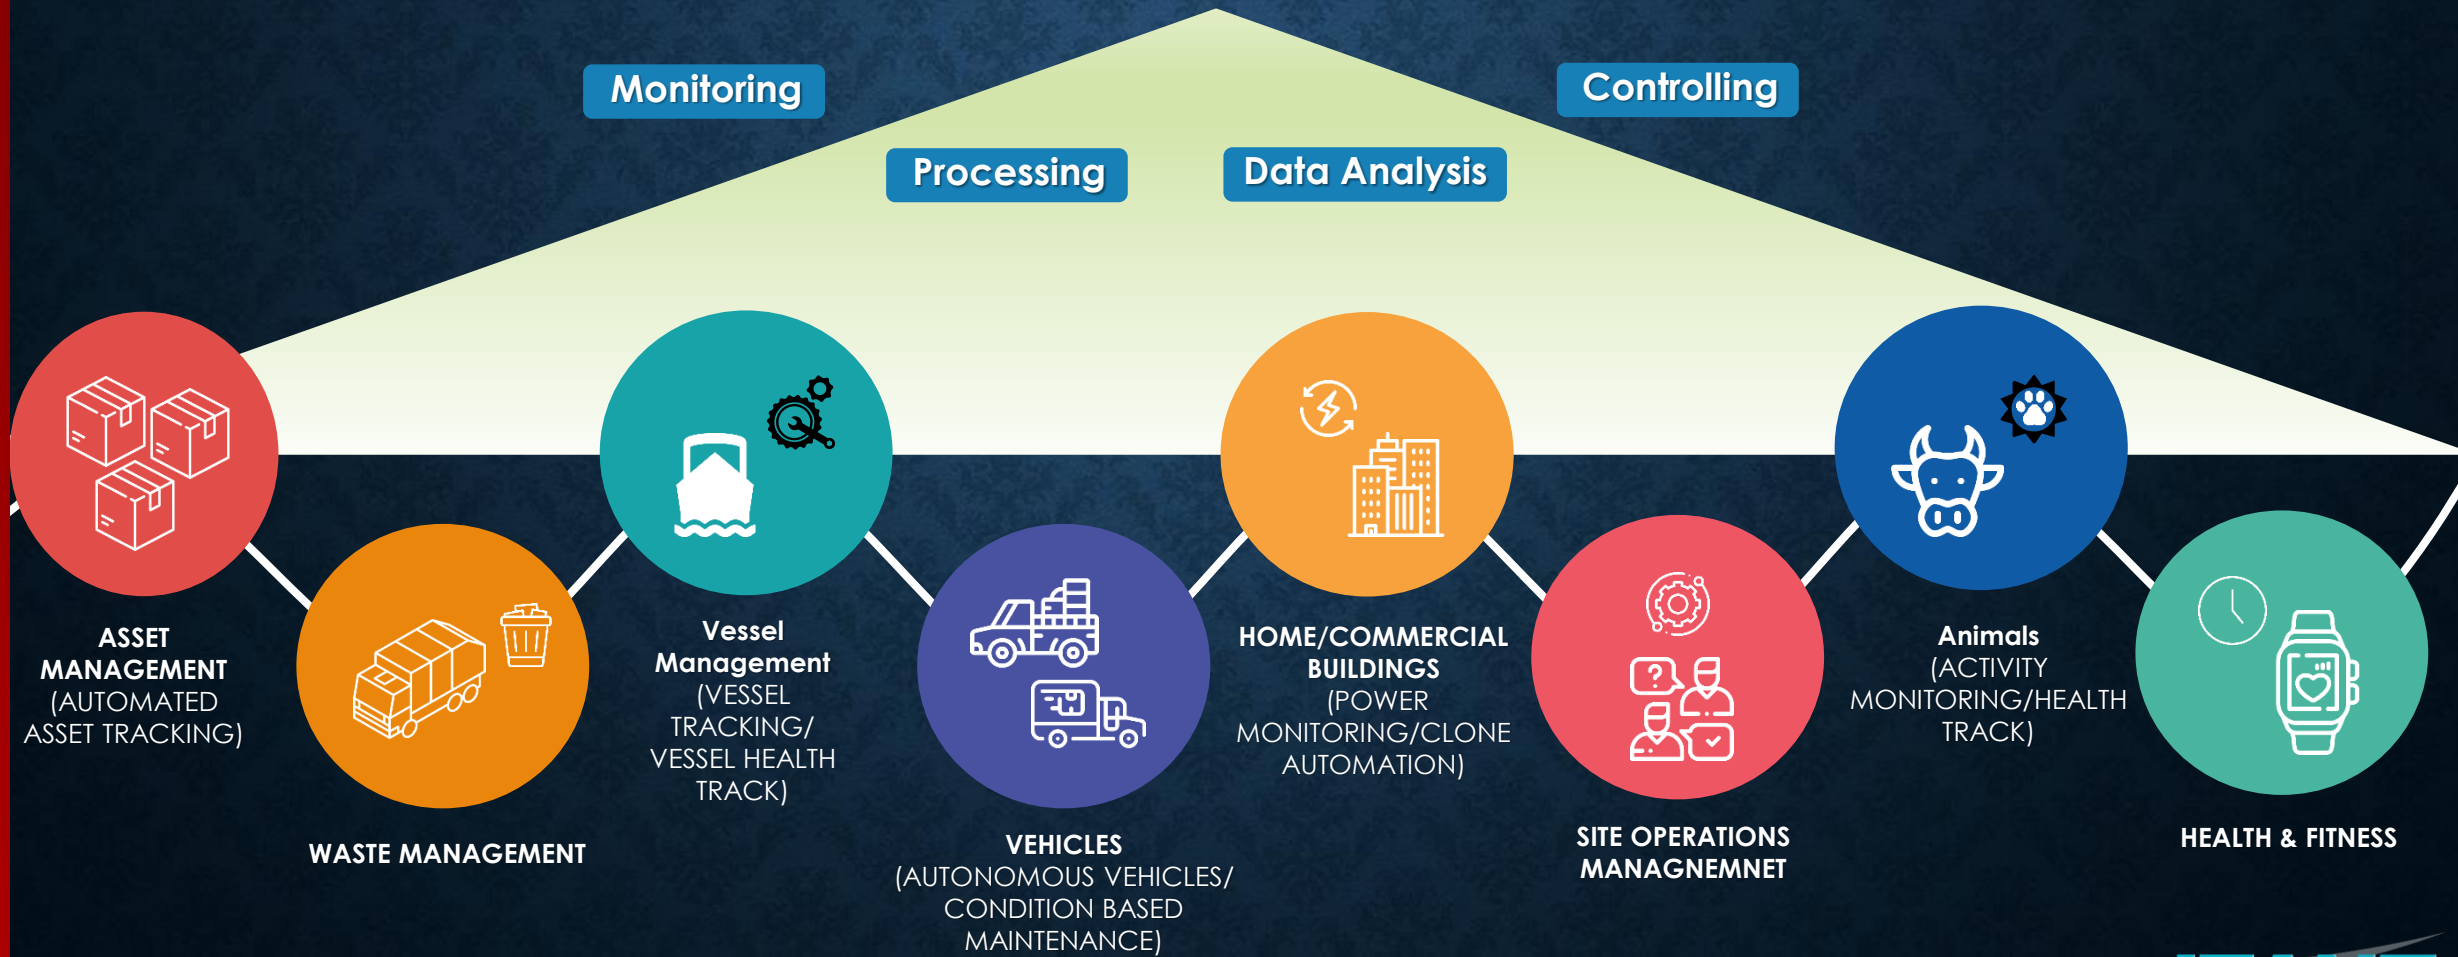 Monitoring
Controlling
Processing
Data Analysis
ASSET
MANAGEMENT
(AUTOMATED
ASSET TRACKING)
WASTE MANAGEMENT
Vessel
Management
(VESSEL
TRACKING/
VESSEL HEALTH
TRACK)
VEHICLES
(AUTONOMOUS VEHICLES/
CONDITION BASED
MAINTENANCE)
HOME/COMMERCIAL
BUILDINGS
(POWER
MONITORING/CLONE
AUTOMATION)
?
SITE OPERATIONS
MANAGNEMNET
Animals
(ACTIVITY
MONITORING/HEALTH
TRACK)
HEALTH & FITNESS